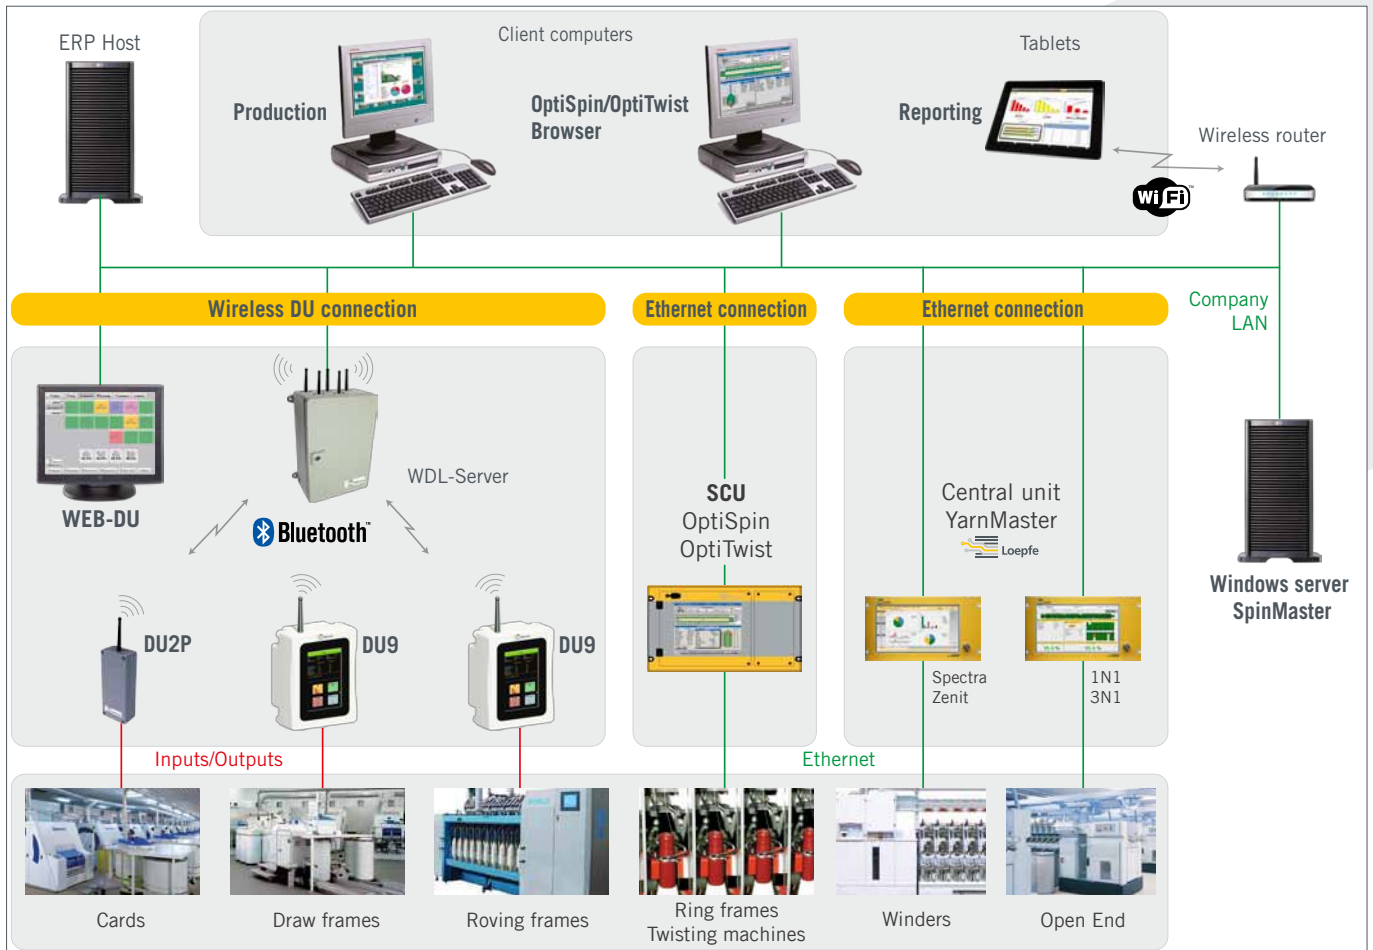 ERP Host
Client computers
Tablets
Production
OptiSpin/OptiTwist
Browser
Reporting
Wireless router
WiFi™
Wireless DU connection
Ethernet connection
Ethernet connection
Company
LAN
WDL-Server
WEB-DU
Bluetooth™
SCU
OptiSpin
OptiTwist
Central unit
YarnMaster
Loepfe
Windows server
SpinMaster
DU2P
DU9
DU9
Spectra
Zenit
1N1
3N1
Inputs/Outputs
Ethernet
Cards
Draw frames
Roving frames
Ring frames
Twisting machines
Winders
Open End